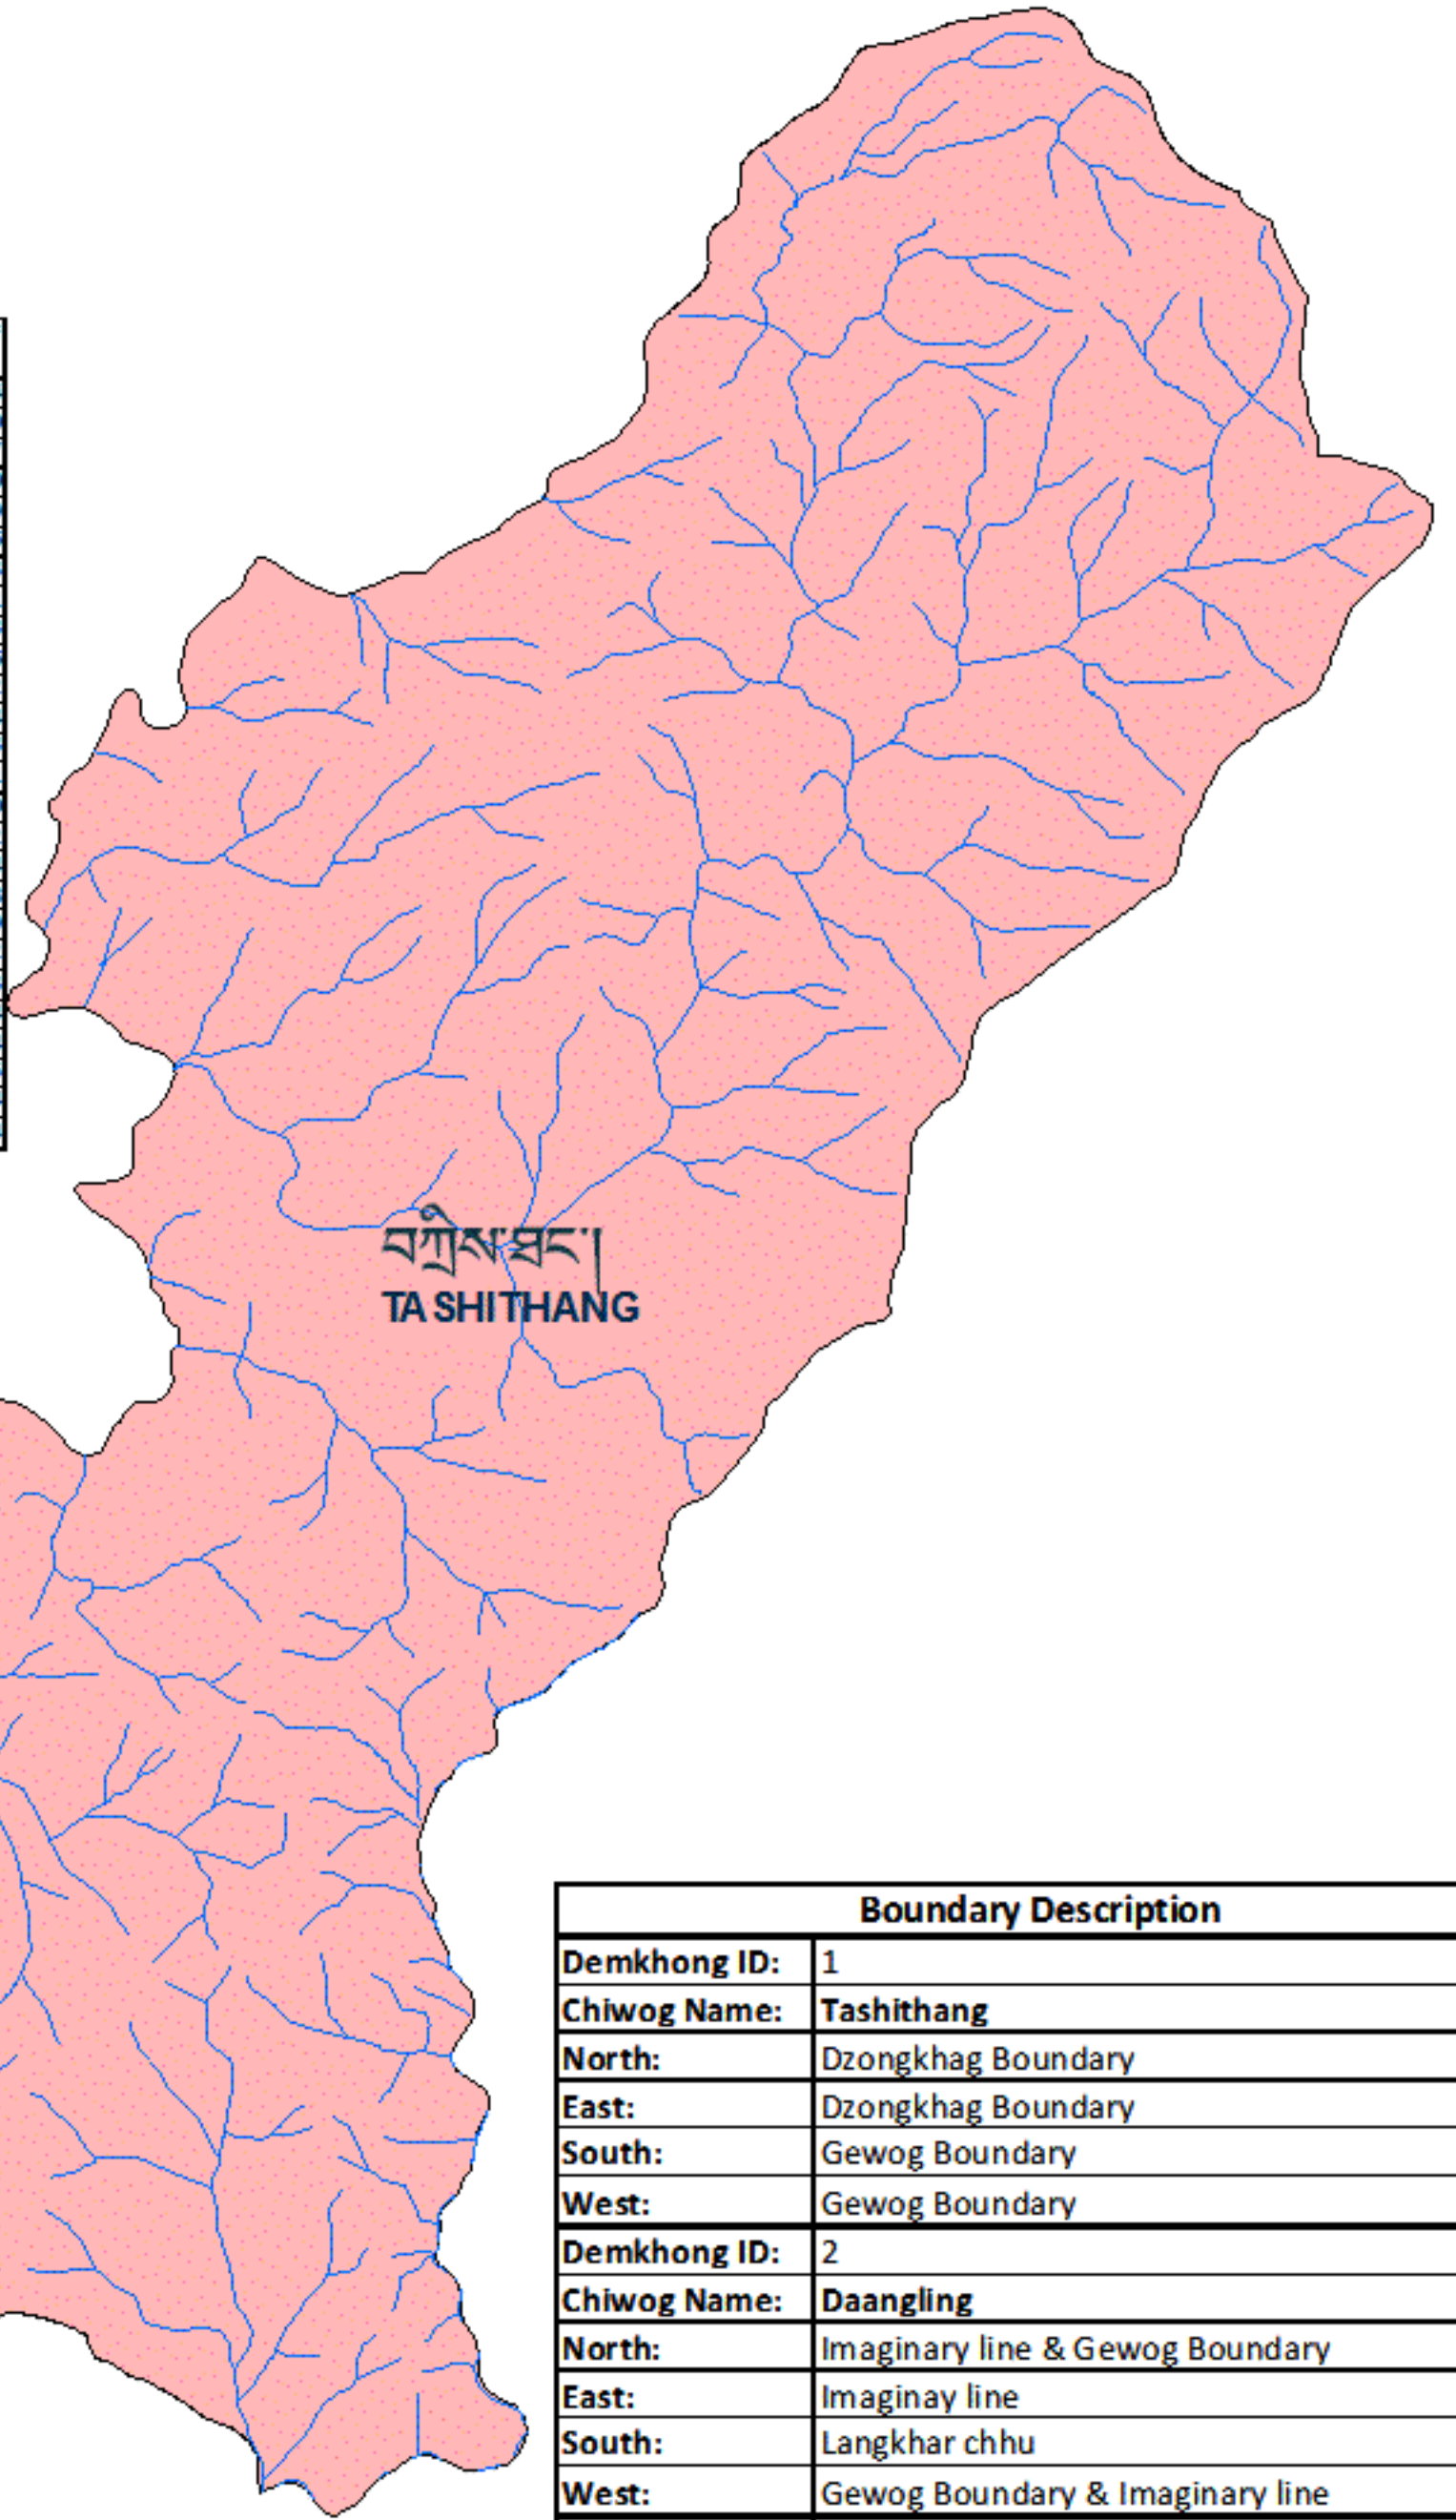 བཀྲིས་ཐང་།
TASHITHANG
Boundary Description
Demkhong ID: 1
Chiwog Name: Tashithang
North: Dzongkhag Boundary
East: Dzongkhag Boundary
South: Gewog Boundary
West: Gewog Boundary
Demkhong ID: 2
Chiwog Name: Daangling
North: Imaginary line & Gewog Boundary
East: Imaginay line
South: Langkhar chhu
West: Gewog Boundary & Imaginary line